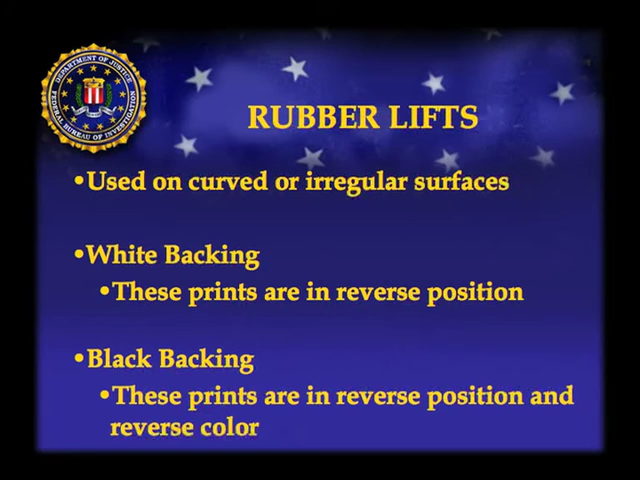 DEPARTMENT OF JUSTICE
FEDERAL BUREAU OF INVESTIGATION
RUBBER LIFTS
•Used on curved or irregular surfaces
•White Backing
•These prints are in reverse position
•Black Backing
•These prints are in reverse position and
reverse color